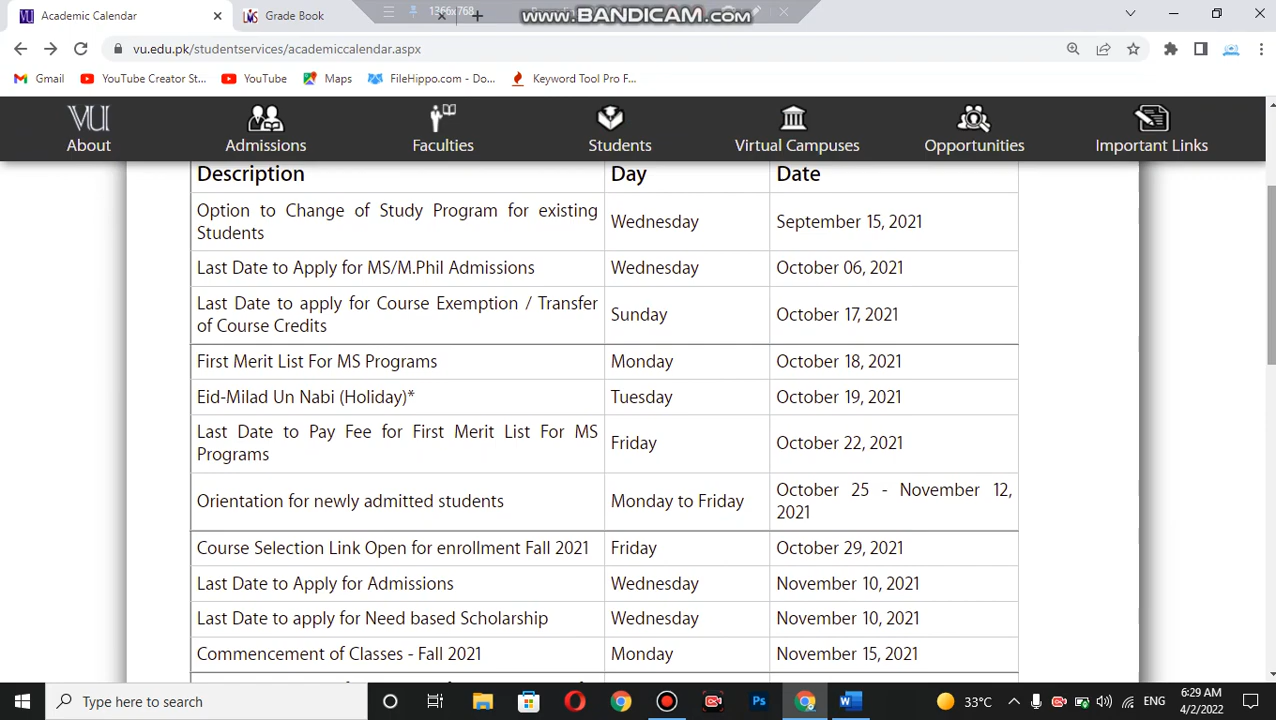 Academic Calendar
Grade Book
1366x768
www.BANDICAM.com
vu.edu.pk/studentservices/academiccalendar.aspx
Gmail
YouTube Creator St...
YouTube
Maps
FileHippo.com - Do...
Keyword Tool Pro F...
VU
About
Admissions
Faculties
Students
Virtual Campuses
Opportunities
Important Links
Description Day Date
Option to Change of Study Program for existing
Students
Wednesday
September 15, 2021
Last Date to Apply for MS/M.Phil Admissions Wednesday October 06, 2021
Last Date to apply for Course Exemption / Transfer
of Course Credits
Sunday
October 17, 2021
First Merit List For MS Programs Monday October 18, 2021
Eid-Milad Un Nabi (Holiday)* Tuesday October 19, 2021
Last Date to Pay Fee for First Merit List For MS
Programs
Friday
October 22, 2021
Orientation for newly admitted students Monday to Friday
October 25 - November 12,
2021
Course Selection Link Open for enrollment Fall 2021 Friday October 29, 2021
Last Date to Apply for Admissions Wednesday November 10, 2021
Last Date to apply for Need based Scholarship Wednesday November 10, 2021
Commencement of Classes - Fall 2021 Monday November 15, 2021
Type here to search
Ps
33°C
ENG
6:29 AM
4/2/2022